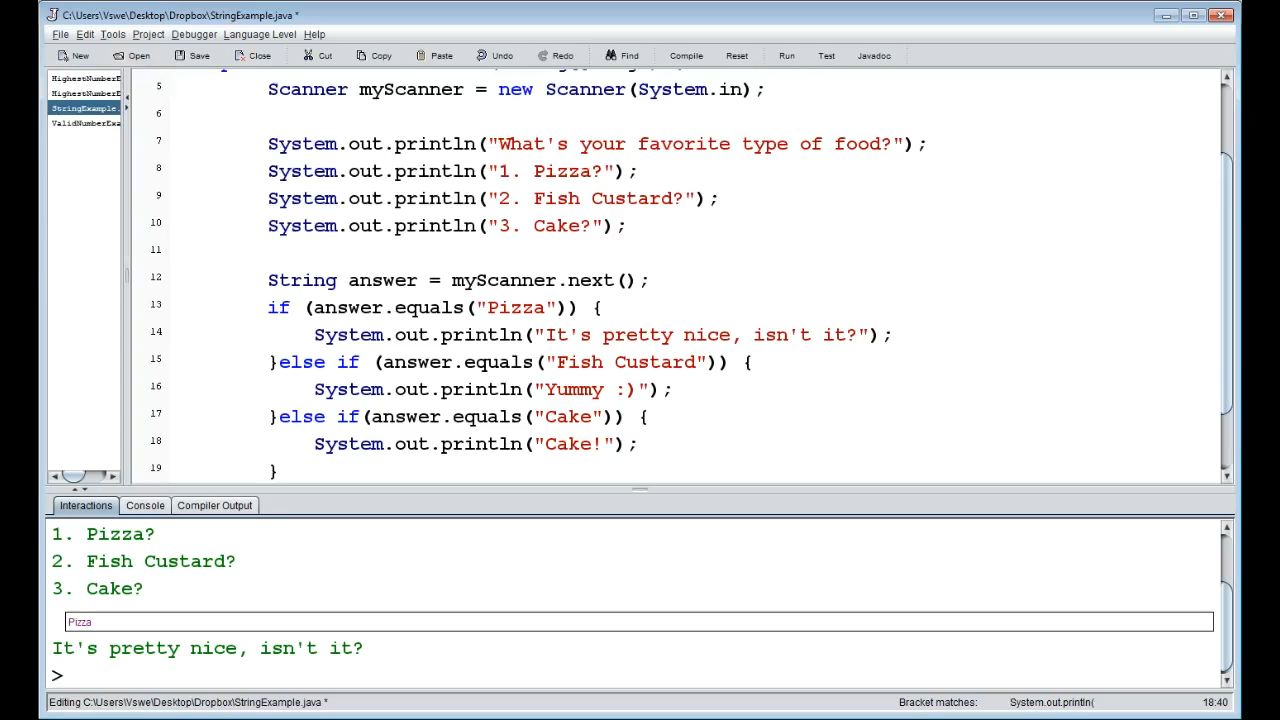 C:\Users\Vswe\Desktop\Dropbox\StringExample.java *
File Edit Tools Project Debugger Language Level Help
New Open Save Close Cut Copy Paste Undo Redo Find Compile Reset Run Test Javadoc
HighestNumberE
HighestNumberE
StringExample.
ValidNumberExa
5 Scanner myScanner = new Scanner(System.in);
6
7 System.out.println("What's your favorite type of food?");
8 System.out.println("1. Pizza?");
9 System.out.println("2. Fish Custard?");
10 System.out.println("3. Cake?");
11
12 String answer = myScanner.next();
13 if (answer.equals("Pizza")) {
14 System.out.println("It's pretty nice, isn't it?");
15 }else if (answer.equals("Fish Custard")) {
16 System.out.println("Yummy :)");
17 }else if(answer.equals("Cake")) {
18 System.out.println("Cake!");
19 }
Interactions Console Compiler Output
1. Pizza?
2. Fish Custard?
3. Cake?
Pizza
It's pretty nice, isn't it?
>
Editing C:\Users\Vswe\Desktop\Dropbox\StringExample.java * Bracket matches: System.out.println( 18:40